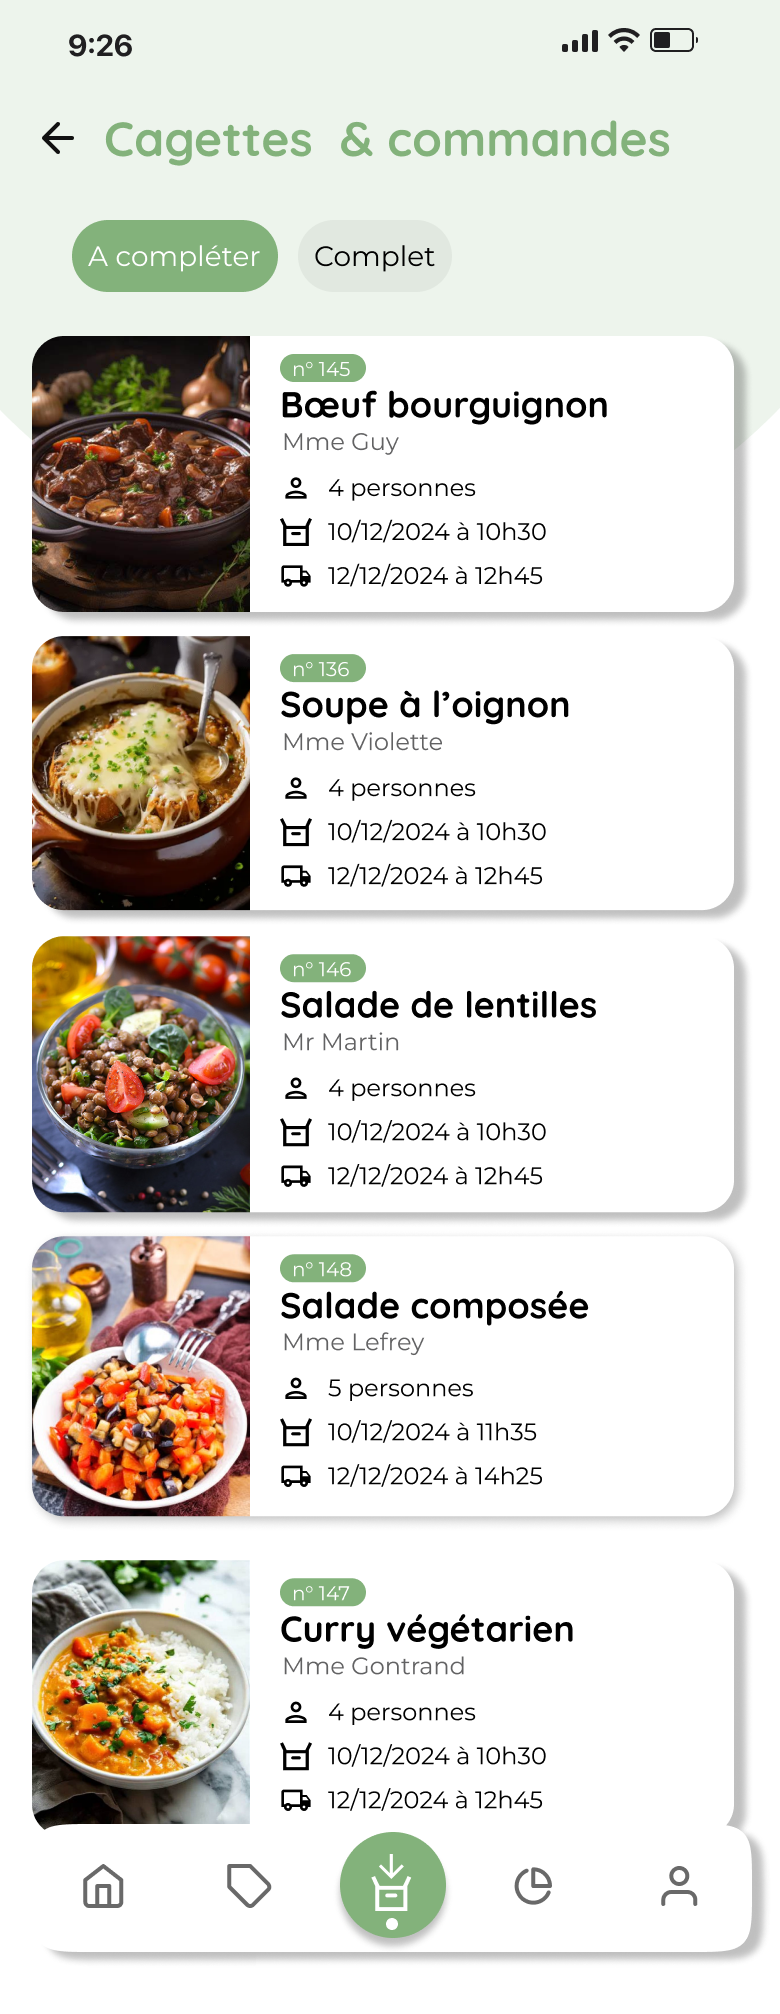 9:26
Cagettes & commandes
A compléter Complet
n° 145
Bœuf bourguignon
Mme Guy
4 personnes
10/12/2024 à 10h30
12/12/2024 à 12h45
n° 136
Soupe à l’oignon
Mme Violette
4 personnes
10/12/2024 à 10h30
12/12/2024 à 12h45
n° 146
Salade de lentilles
Mr Martin
4 personnes
10/12/2024 à 10h30
12/12/2024 à 12h45
n° 148
Salade composée
Mme Lefrey
5 personnes
10/12/2024 à 11h35
12/12/2024 à 14h25
n° 147
Curry végétarien
Mme Gontrand
4 personnes
10/12/2024 à 10h30
12/12/2024 à 12h45